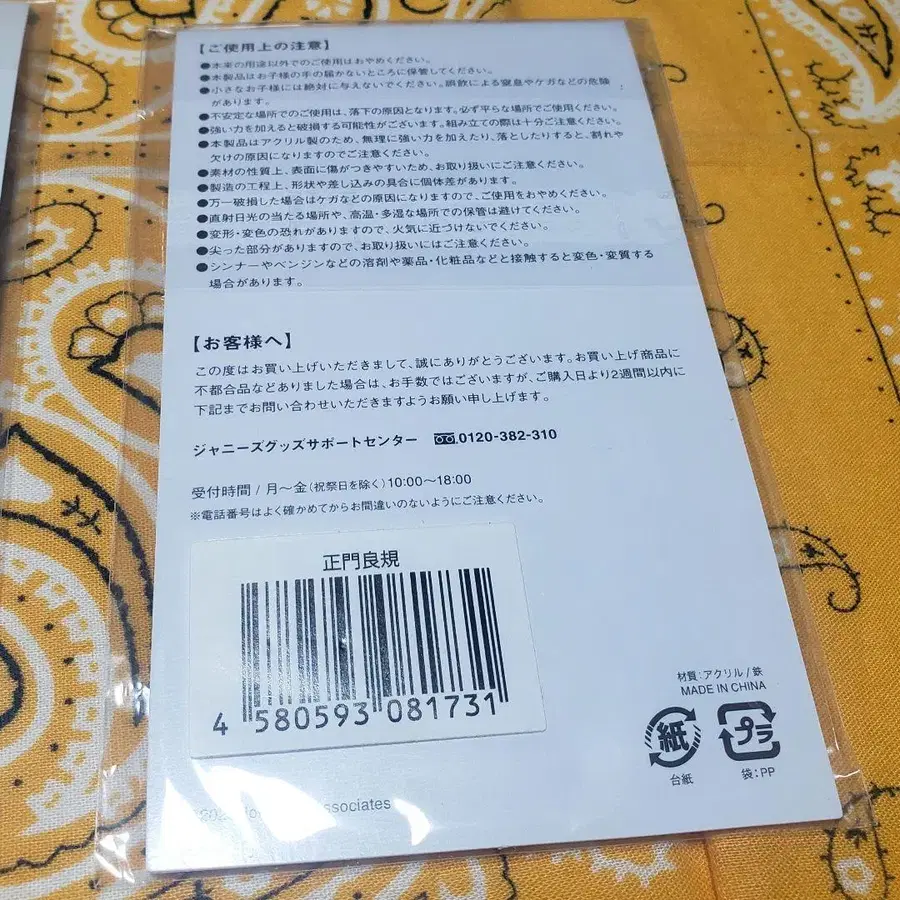 【ご使用上の注意】
●本来の用途以外でのご使用はおやめください。
●本製品はお子様の手の届かないところに保管してください。
●小さなお子様には絶対に与えないでください。誤飲による窒息やケガなどの危険
があります。
●不安定な場所でのご使用は、落下の原因となります。必ず平らな場所でご使用ください。
●強い力を加えると破損する可能性がございます。組み立ての際は十分ご注意ください。
●本製品はアクリル製のため、無理に強い力を加えたり、落としたりすると、割れや
欠けの原因になりますのでご注意ください。
●素材の性質上、表面に傷がつきやすいため、お取り扱いにご注意ください。
●製造の工程上、形状や差し込みの具合に個体差があります。
●万一破損した場合はケガなどの原因になりますので、ご使用をおやめください。
●直射日光の当たる場所や、高温・多湿な場所での保管は避けてください。
●変形・変色の恐れがありますので、火気に近づけないでください。
●尖った部分がありますので、お取り扱いにはご注意ください。
●シンナーやベンジンなどの溶剤や薬品・化粧品などと接触すると変色・変質する
場合があります。
【お客様へ】
この度はお買い上げいただきまして、誠にありがとうございます。お買い上げ商品に
不都合品などありました場合は、お手数ではございますが、ご購入日より2週間以内に
下記までお問い合わせいただきますようお願い申し上げます。
ジャニーズグッズサポートセンター 0120-382-310
受付時間 / 月〜金(祝祭日を除く)10:00〜18:00
※電話番号はよく確かめてからお間違いのないようにご注意ください。
正門良規
4 580593 081731
材質:アクリル / 鉄
MADE IN CHINA
紙
プラ
台紙
袋:PP
ssociates